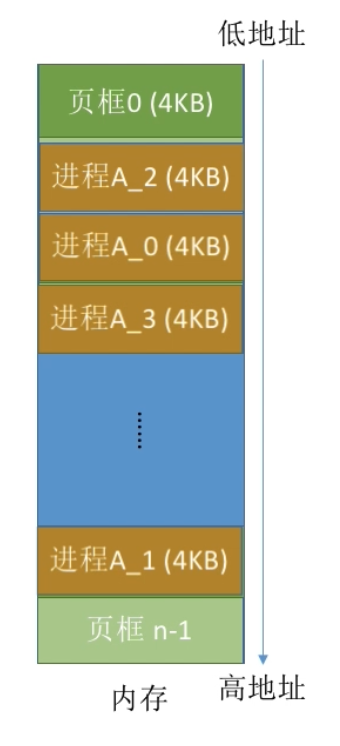 低地址
页框0 (4KB)
进程A_2 (4KB)
进程A_0 (4KB)
进程A_3 (4KB)
进程A_1 (4KB)
页框 n-1
内存
高地址